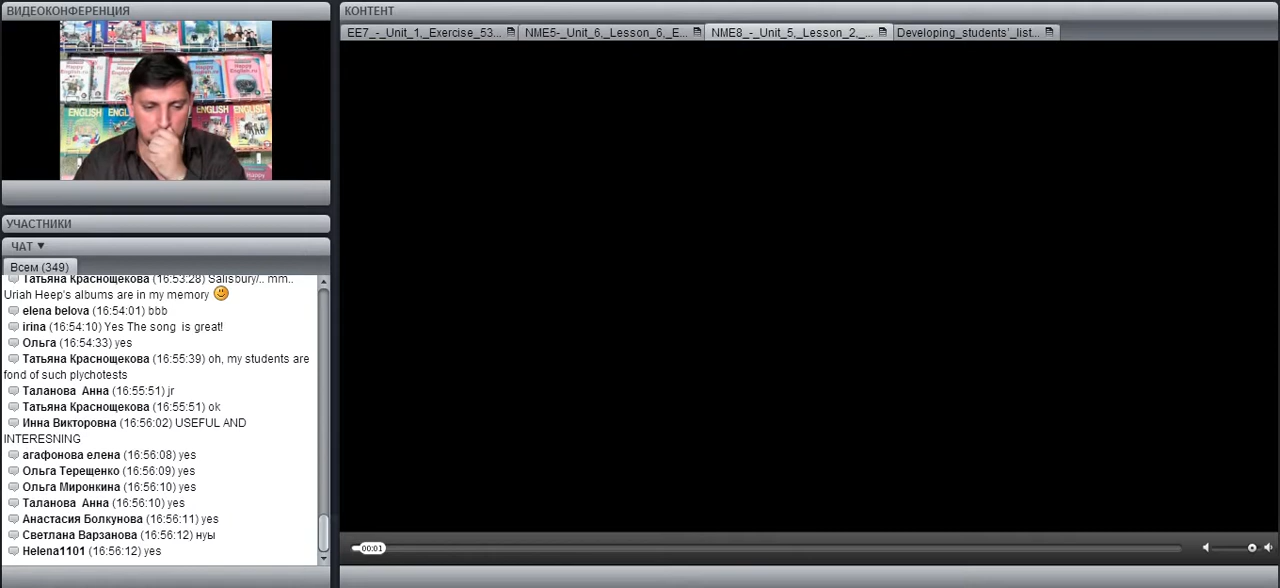 ВИДЕОКОНФЕРЕНЦИЯ
ENGLISH
ENGLISH
ENGLISH
УЧАСТНИКИ
ЧАТ
Всем (349)
Татьяна Краснощекова (16:53:28) Salisbury/.. mm..
Uriah Heep's albums are in my memory
elena belova (16:54:01) bbb
irina (16:54:10) Yes The song is great!
Ольга (16:54:33) yes
Татьяна Краснощекова (16:55:39) oh, my students are
fond of such plychotests
Таланова Анна (16:55:51) jr
Татьяна Краснощекова (16:55:51) ok
Инна Викторовна (16:56:02) USEFUL AND
INTERESNING
агафонова елена (16:56:08) yes
Ольга Терещенко (16:56:09) yes
Ольга Миронкина (16:56:10) yes
Таланова Анна (16:56:10) yes
Анастасия Болкунова (16:56:11) yes
Светлана Варзанова (16:56:12) нуы
Helena1101 (16:56:12) yes
КОНТЕНТ
EE7_-_Unit_1,_Exercise_53... NME5-_Unit_6,_Lesson_6,_E... NME8_-_Unit_5,_Lesson_2,_... Developing_students'_list...
00:01